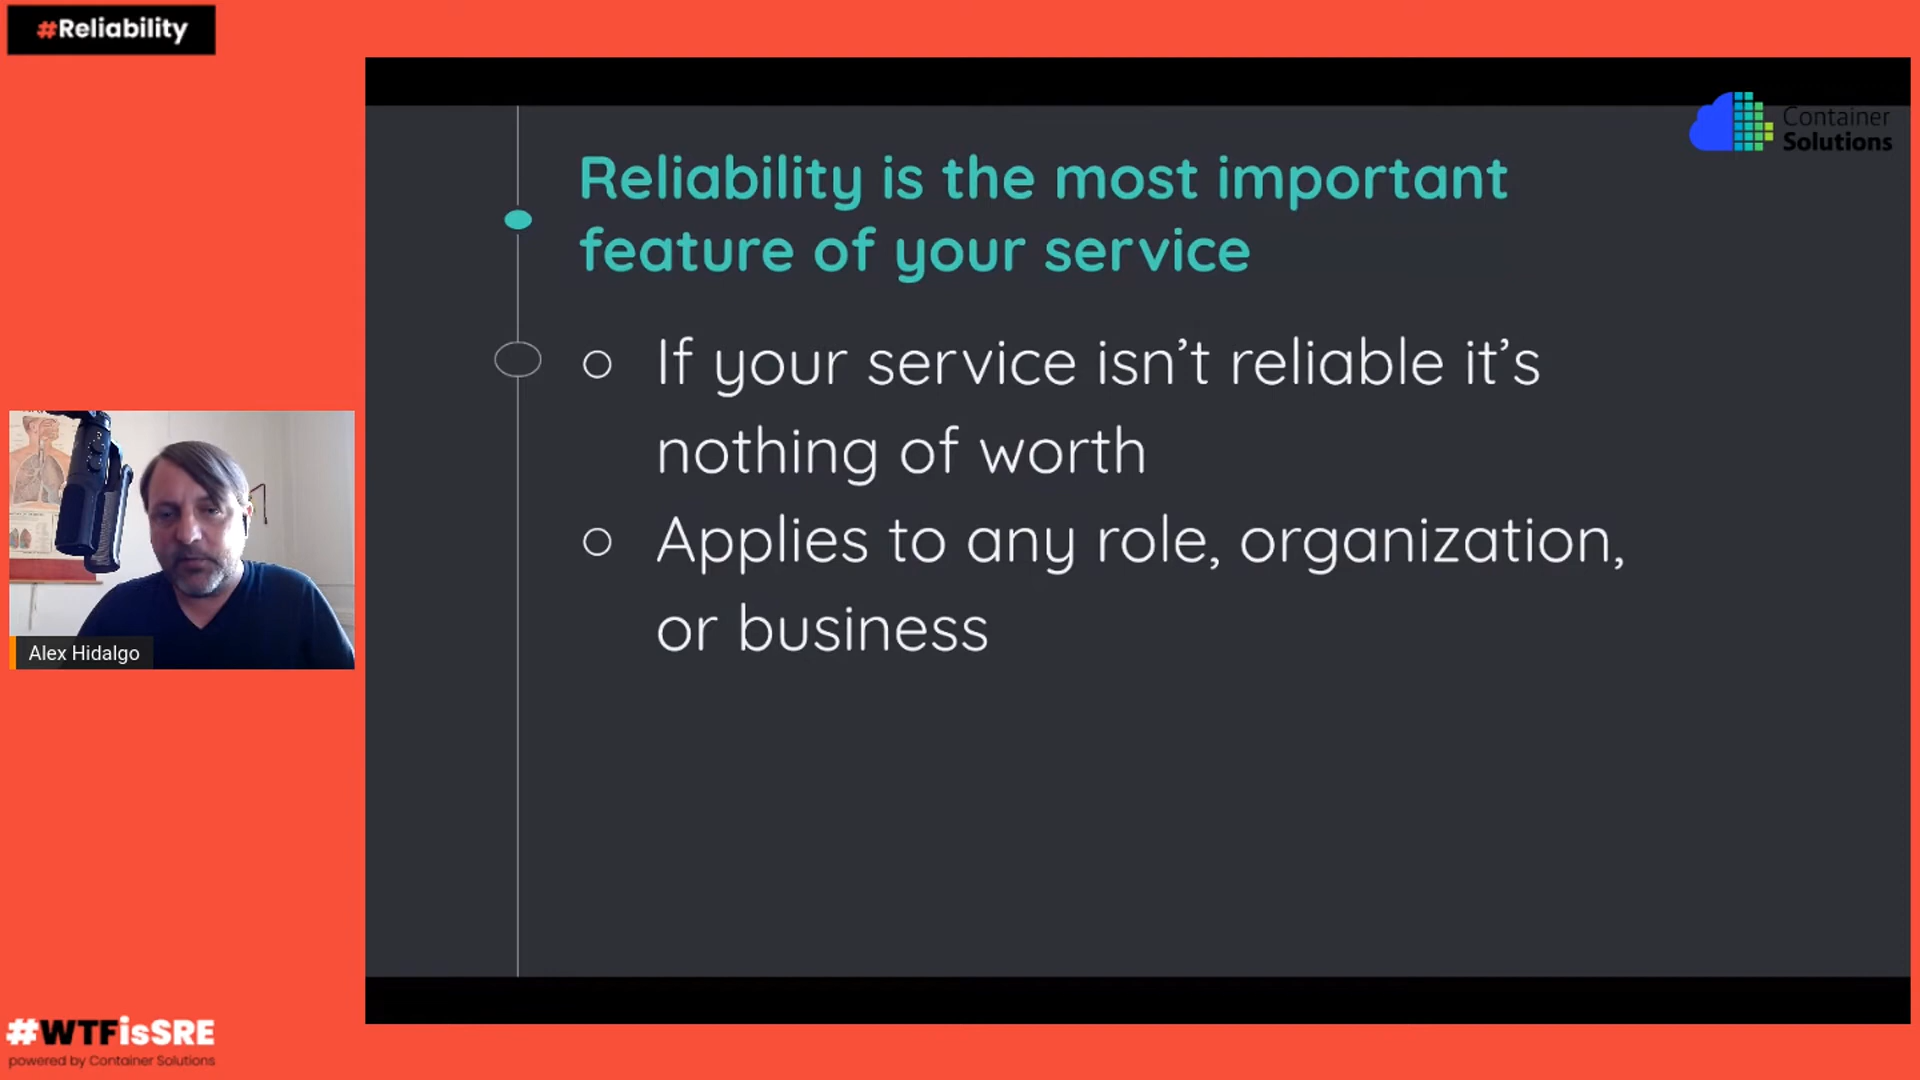 #Reliability
Container
Solutions
Reliability is the most important
feature of your service
If your service isn’t reliable it’s
nothing of worth
Applies to any role, organization,
or business
Alex Hidalgo
#WTFisSRE
powered by Container Solutions